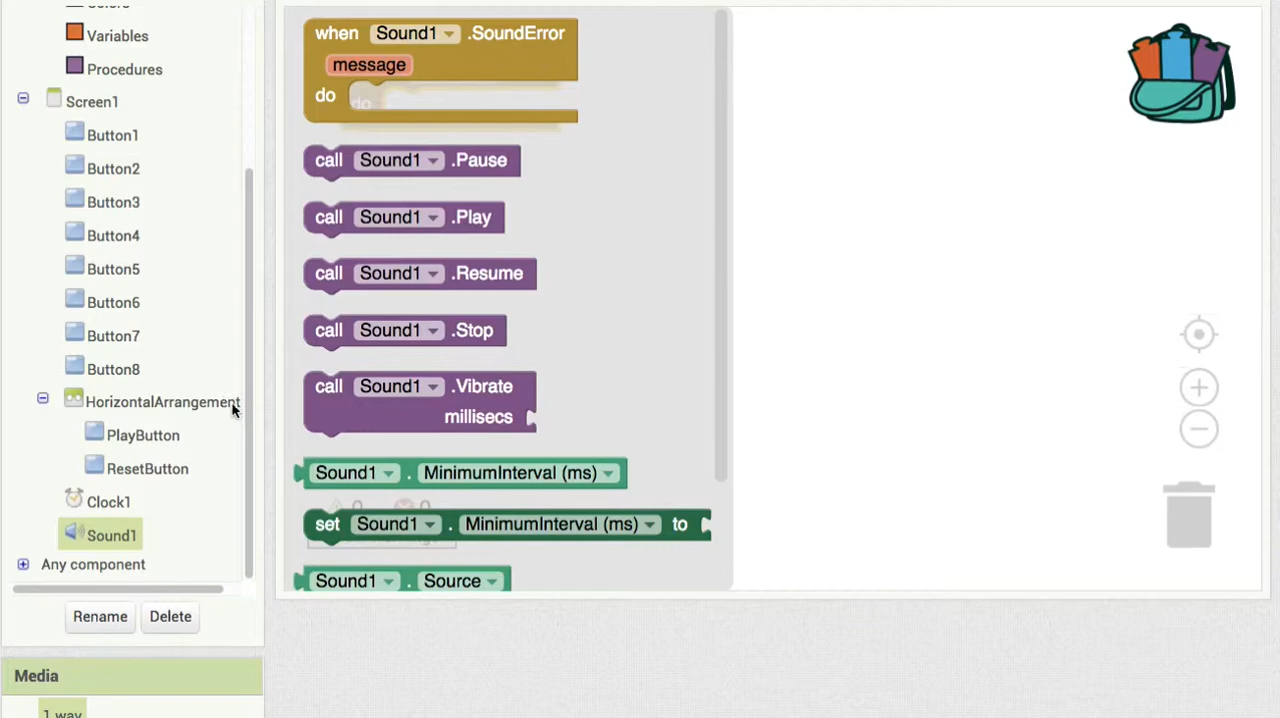 Variables
Procedures
Screen1
Button1
Button2
Button3
Button4
Button5
Button6
Button7
Button8
HorizontalArrangement
PlayButton
ResetButton
Clock1
Sound1
Any component
Rename
Delete
Media
when Sound1 .SoundError
message
do
call Sound1 .Pause
call Sound1 .Play
call Sound1 .Resume
call Sound1 .Stop
call Sound1 .Vibrate
millisecs
Sound1 . MinimumInterval (ms)
set Sound1 . MinimumInterval (ms) to
Sound1 . Source